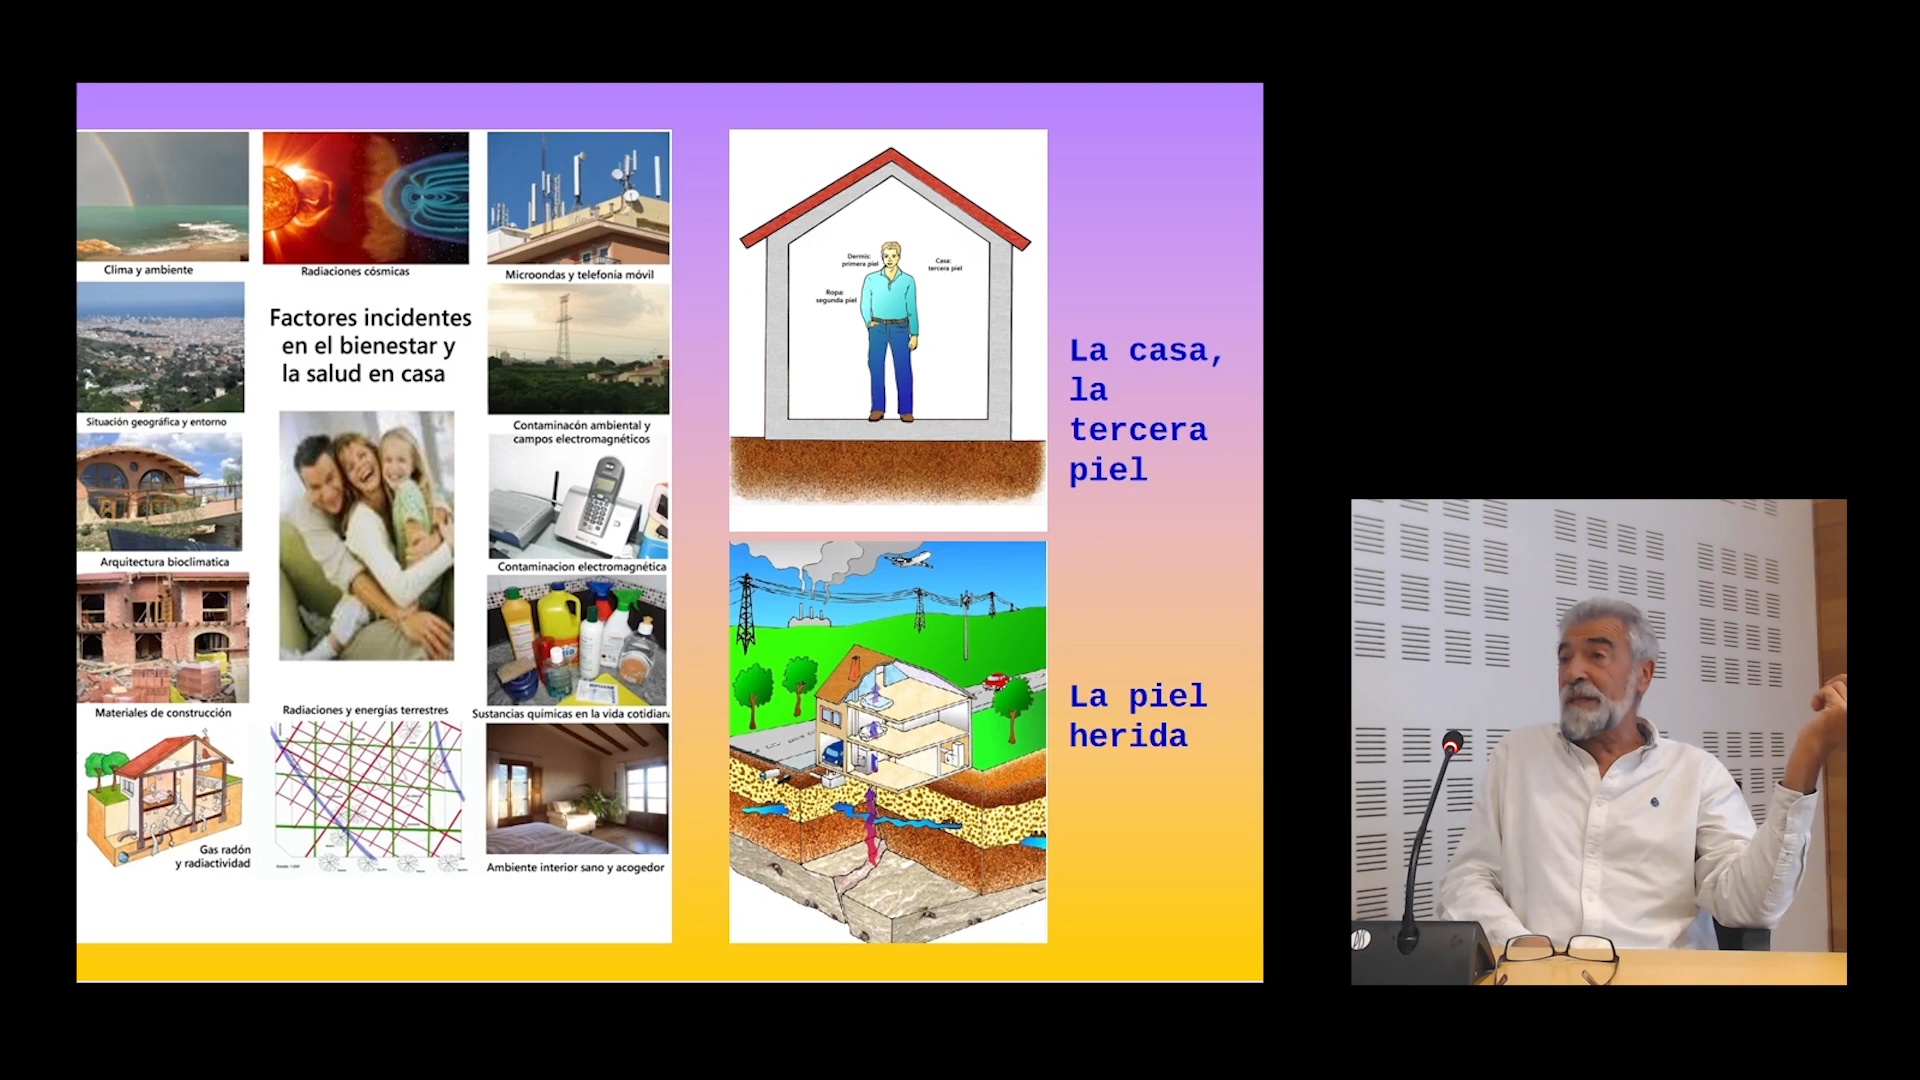 Clima y ambiente
Radiaciones cósmicas
Microondas y telefonía móvil
Factores incidentes
en el bienestar y
la salud en casa
Situación geográfica y entorno
Contaminacón ambiental y
campos electromagnéticos
Arquitectura bioclimatica
Contaminacion electromagnética
Materiales de construcción
Radiaciones y energías terrestres
Sustancias químicas en la vida cotidiana
Gas radón
y radiactividad
Ambiente interior sano y acogedor
Dermis:
primera piel
Casa:
tercera piel
Ropa:
segunda piel
La casa,
la
tercera
piel
La piel
herida